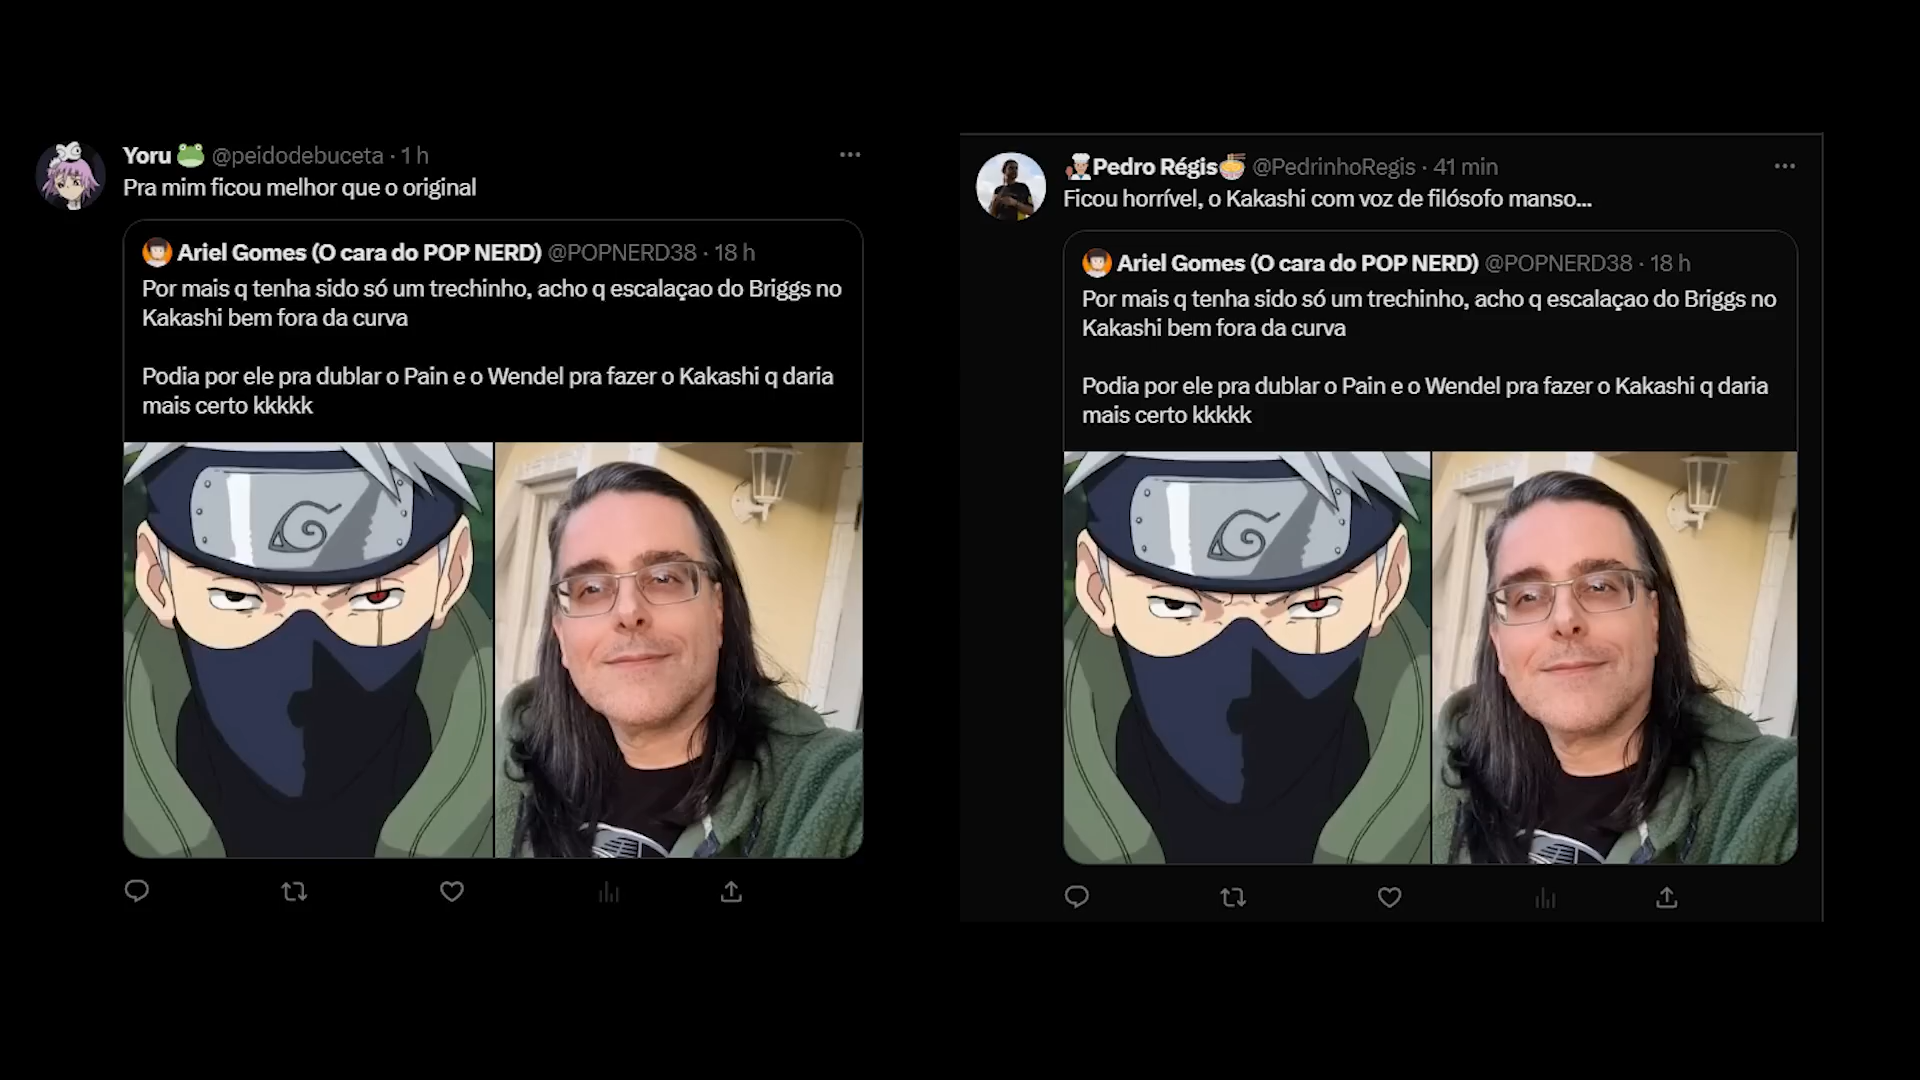 Yoru🐸 @peidodebuceta · 1 h
Pra mim ficou melhor que o original
Ariel Gomes (O cara do POP NERD) @POPNERD38 · 18 h
Por mais q tenha sido só um trechinho, acho q escalaçao do Briggs no
Kakashi bem fora da curva
Podia por ele pra dublar o Pain e o Wendel pra fazer o Kakashi q daria
mais certo kkkkk
👨🏼‍🍳Pedro Régis🍜 @PedrinhoRegis · 41 min
Ficou horrível, o Kakashi com voz de filósofo manso...
Ariel Gomes (O cara do POP NERD) @POPNERD38 · 18 h
Por mais q tenha sido só um trechinho, acho q escalaçao do Briggs no
Kakashi bem fora da curva
Podia por ele pra dublar o Pain e o Wendel pra fazer o Kakashi q daria
mais certo kkkkk